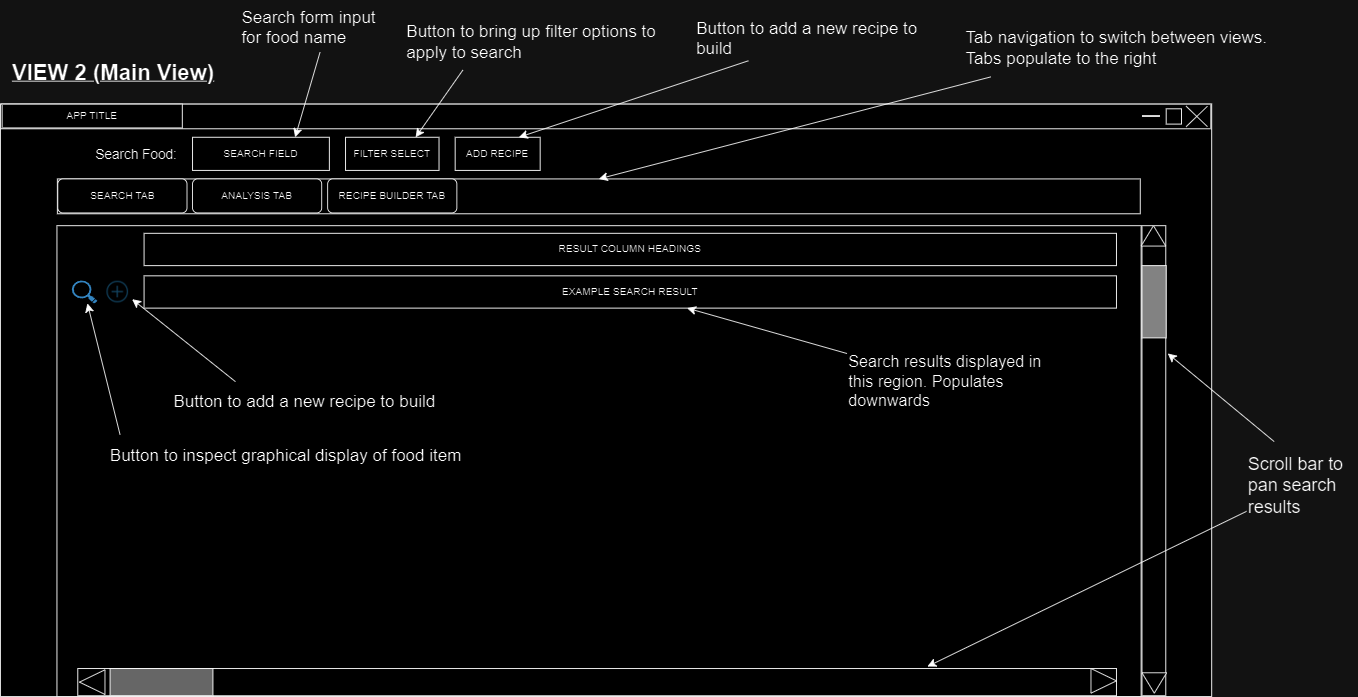 Search form input
for food name
Button to bring up filter options to
apply to search
Button to add a new recipe to
build
Tab navigation to switch between views.
Tabs populate to the right
VIEW 2 (Main View)
APP TITLE
Search Food:
SEARCH FIELD
FILTER SELECT
ADD RECIPE
SEARCH TAB
ANALYSIS TAB
RECIPE BUILDER TAB
RESULT COLUMN HEADINGS
EXAMPLE SEARCH RESULT
Search results displayed in
this region. Populates
downwards
Button to add a new recipe to build
Button to inspect graphical display of food item
Scroll bar to
pan search
results